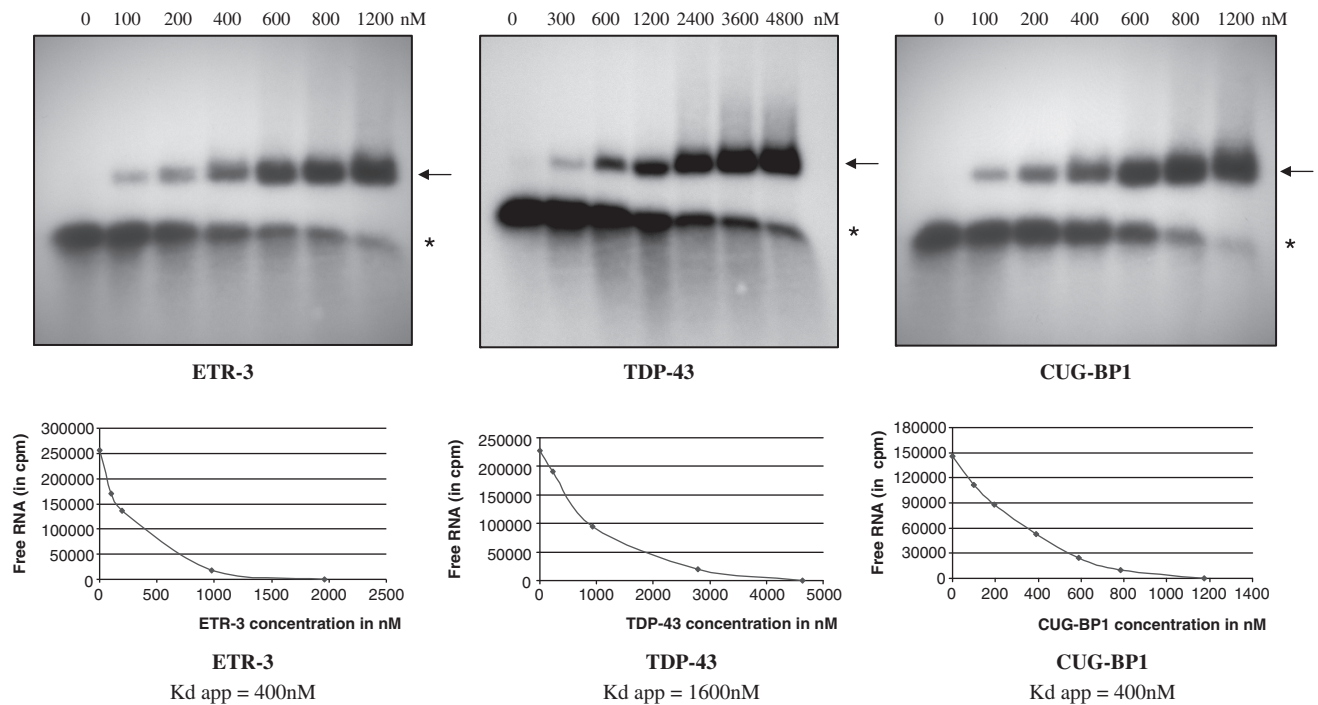 0 100 200 400 600 800 1200 nM
0 300 600 1200 2400 3600 4800 nM
0 100 200 400 600 800 1200 nM
*
*
*
ETR-3
TDP-43
CUG-BP1
Free RNA (in cpm)
300000
250000
200000
150000
100000
50000
0
0 500 1000 1500 2000 2500
ETR-3 concentration in nM
Free RNA (in cpm)
250000
200000
150000
100000
50000
0
0 1000 2000 3000 4000 5000
TDP-43 concentration in nM
Free RNA (in cpm)
180000
150000
120000
90000
60000
30000
0
0 200 400 600 800 1000 1200 1400
CUG-BP1 concentration in nM
ETR-3
Kd app = 400nM
TDP-43
Kd app = 1600nM
CUG-BP1
Kd app = 400nM